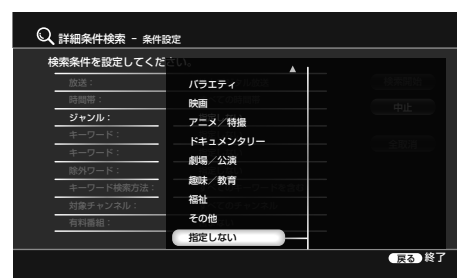 詳細条件検索 - 条件設定
検索条件を設定してください。
放送：
時間帯：
ジャンル：
キーワード：
キーワード：
除外ワード：
キーワード検索方法：
対象チャンネル：
有料番組：
▲
バラエティ
映画
アニメ／特撮
ドキュメンタリー
劇場／公演
趣味／教育
福祉
その他
指定しない
中止
戻る 終了